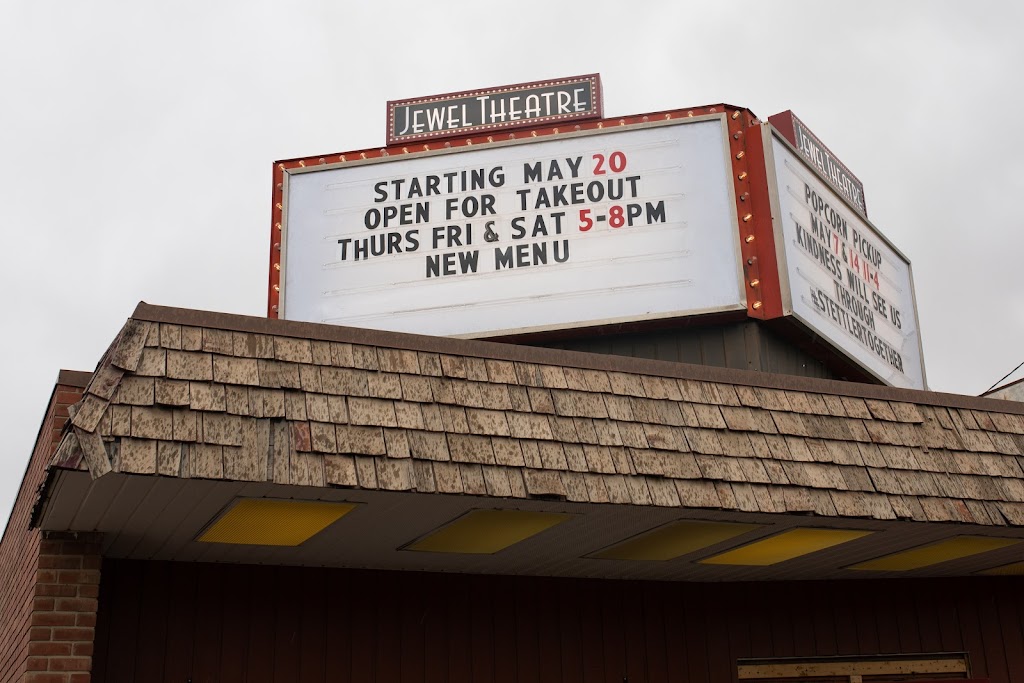 JEWEL THEATRE
STARTING MAY 20
OPEN FOR TAKEOUT
THURS FRI & SAT 5-8PM
NEW MENU
JEWEL THEATRE
POPCORN PICKUP
MAY 7 & 14 11-4
KINDNESS WILL SEE US
THROUGH
#STETTLERTOGETHER